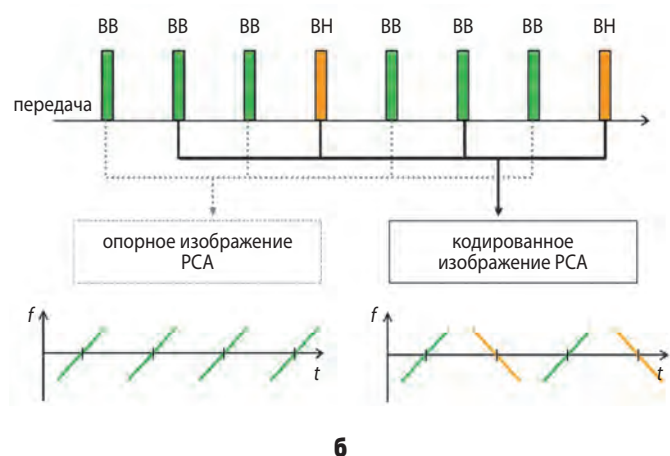 ВВ ВВ ВВ ВН ВВ ВВ ВВ ВН
передача
опорное изображение
РСА
кодированное
изображение РСА
f
t
f
t
б